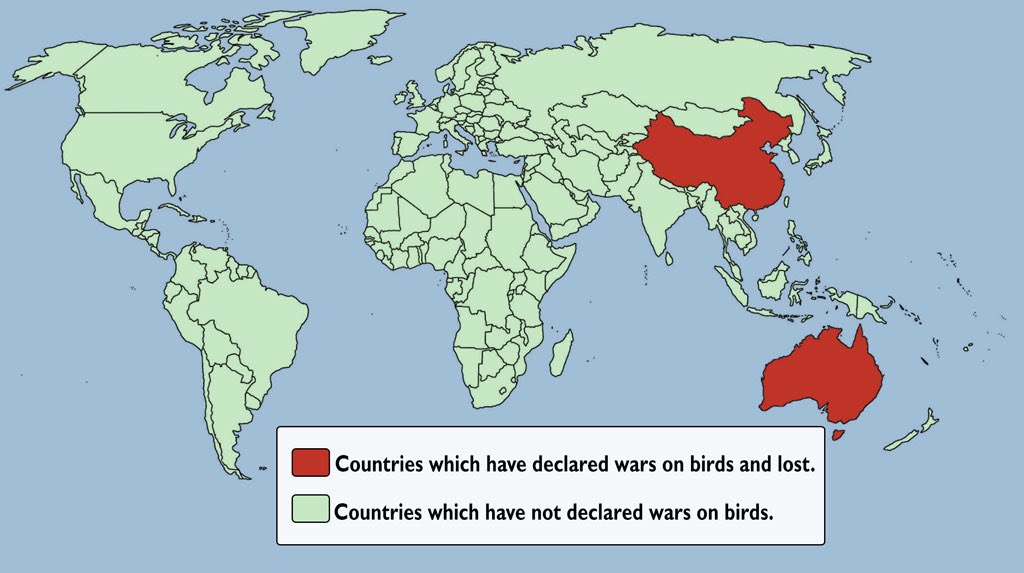 Countries which have declared wars on birds and lost.
Countries which have not declared wars on birds.